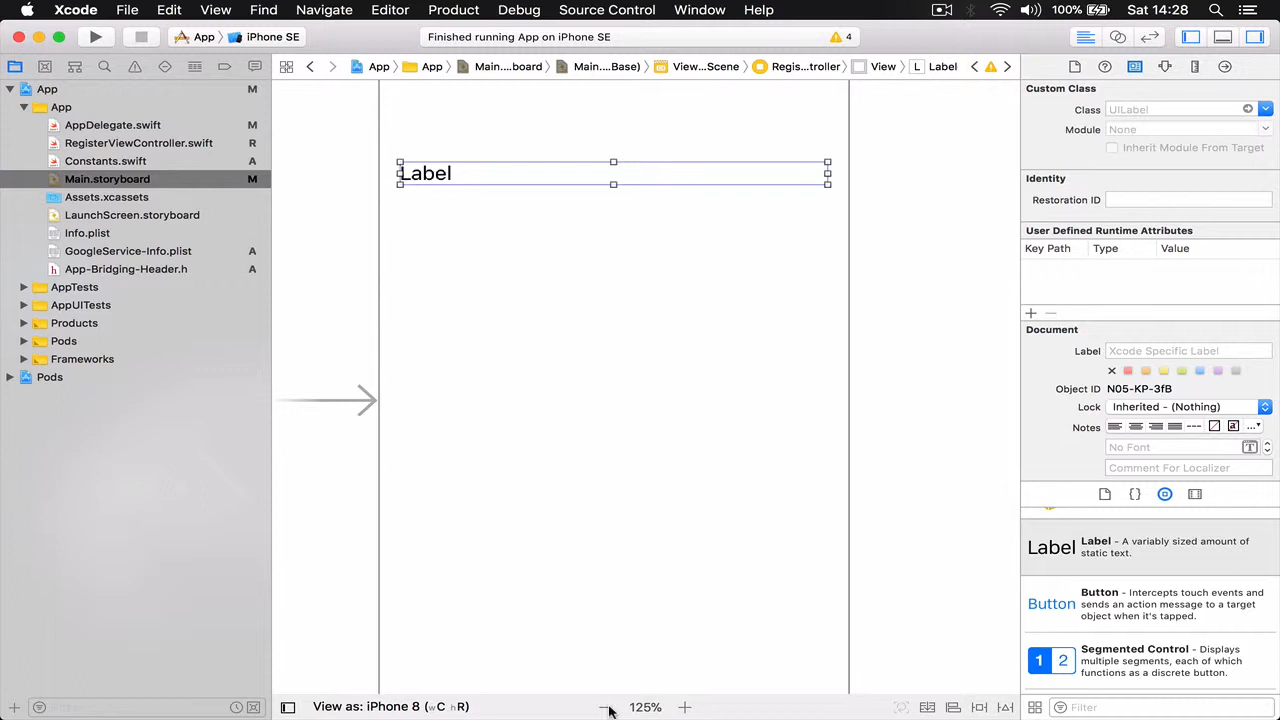 Xcode File Edit View Find Navigate Editor Product Debug Source Control Window Help 100% Sat 14:28
App iPhone SE Finished running App on iPhone SE 4
App App Main....board Main....Base) View...Scene Regis...troller View L Label
App M
App
AppDelegate.swift M
RegisterViewController.swift R
Constants.swift A
Main.storyboard M
Assets.xcassets
LaunchScreen.storyboard
Info.plist
GoogleService-Info.plist A
h App-Bridging-Header.h A
AppTests
AppUITests
Products
Pods
Frameworks
Pods
Label
View as: iPhone 8 (wC hR) 125%
Custom Class
Class UILabel
Module None
Inherit Module From Target
Identity
Restoration ID
User Defined Runtime Attributes
Key Path Type Value
Document
Label Xcode Specific Label
Object ID N05-KP-3fB
Lock Inherited - (Nothing)
Notes
No Font T
Comment For Localizer
Label Label - A variably sized amount of
static text.
Button Button - Intercepts touch events and
sends an action message to a target
object when it's tapped.
1 2 Segmented Control - Displays
multiple segments, each of which
functions as a discrete button.
Filter